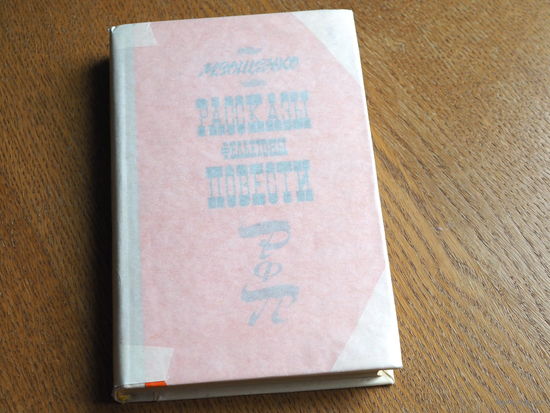 М. ЗОЩЕНКО
РАССКАЗЫ
ФЕЛЬЕТОНЫ
ПОВЕСТИ
Р
Ф
П